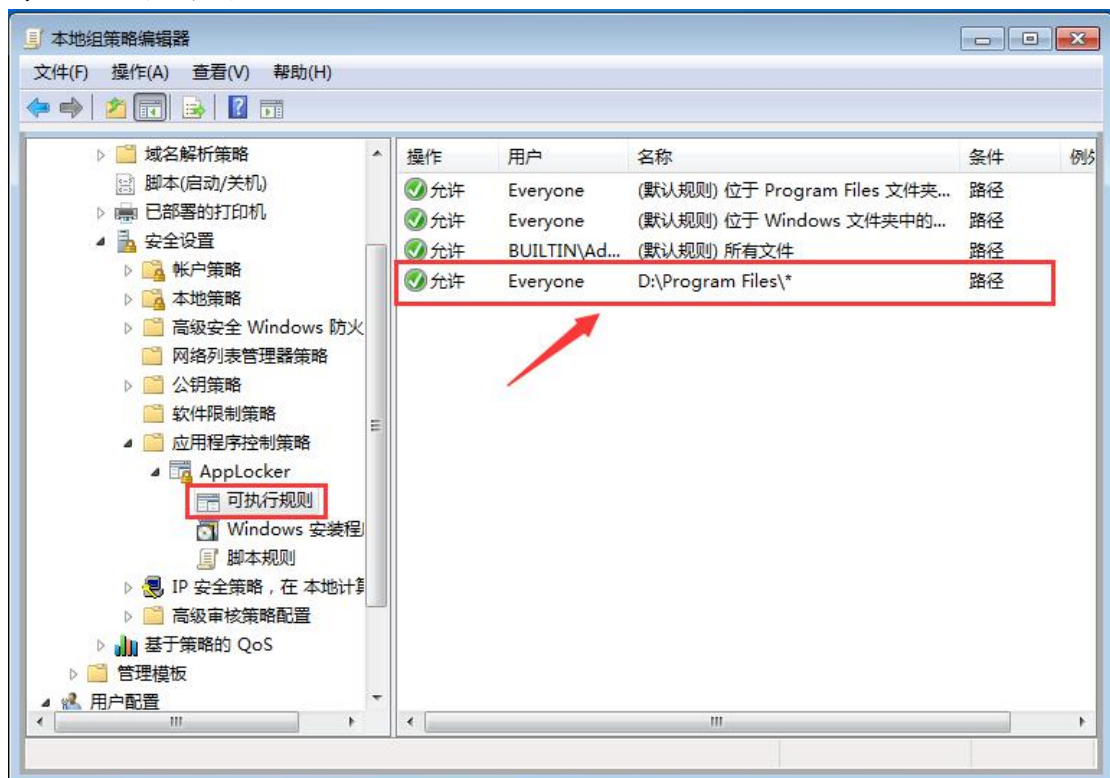 本地组策略编辑器
文件(F) 操作(A) 查看(V) 帮助(H)
域名解析策略
脚本(启动/关机)
已部署的打印机
安全设置
帐户策略
本地策略
高级安全 Windows 防火
网络列表管理器策略
公钥策略
软件限制策略
应用程序控制策略
AppLocker
可执行规则
Windows 安装程
脚本规则
IP 安全策略，在 本地计
高级审核策略配置
基于策略的 QoS
管理模板
用户配置
操作 用户 名称 条件
允许 Everyone (默认规则) 位于 Program Files 文件夹... 路径
允许 Everyone (默认规则) 位于 Windows 文件夹中的... 路径
允许 BUILTIN\Ad... (默认规则) 所有文件 路径
允许 Everyone D:\Program Files\* 路径